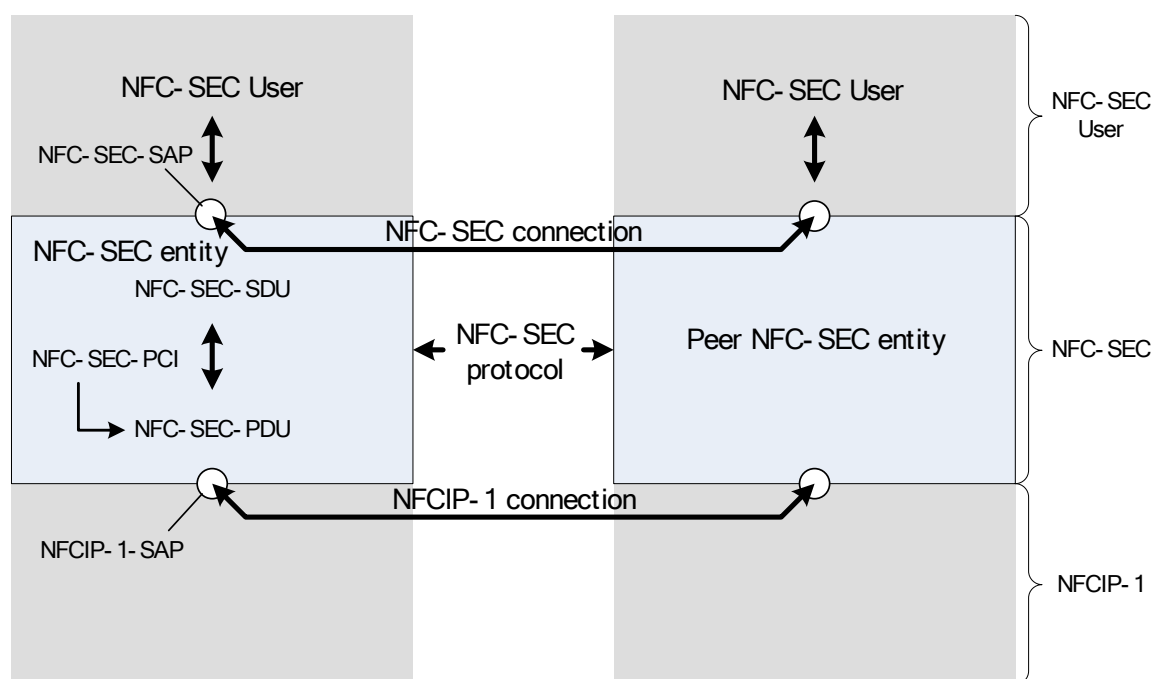 NFC-SEC User
NFC-SEC User
NFC-SEC
User
NFC-SEC-SAP
NFC-SEC connection
NFC-SEC entity
NFC-SEC-SDU
NFC-SEC-PCI
NFC-SEC-PDU
NFC-SEC
protocol
Peer NFC-SEC entity
NFC-SEC
NFCIP-1 connection
NFCIP-1-SAP
NFCIP-1